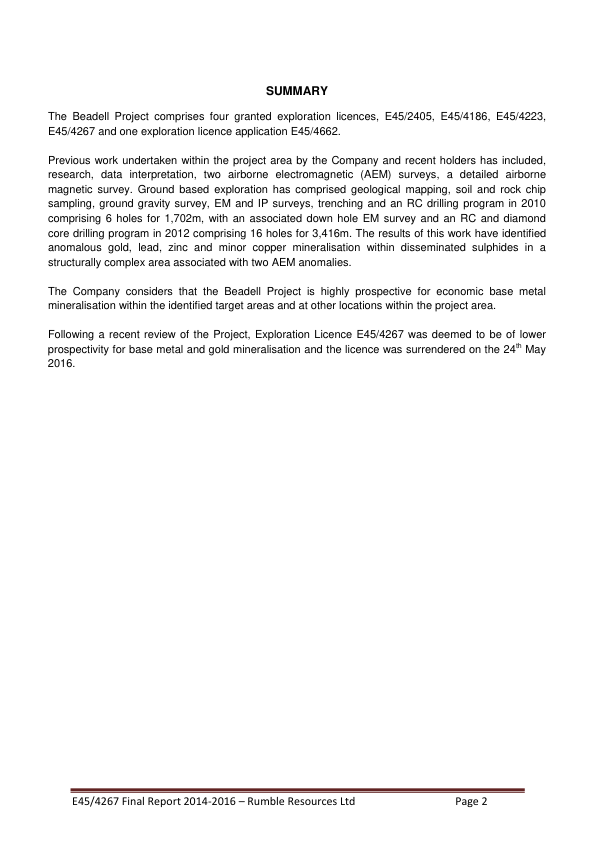 SUMMARY
The Beadell Project comprises four granted exploration licences, E45/2405, E45/4186, E45/4223,
E45/4267 and one exploration licence application E45/4662.
Previous work undertaken within the project area by the Company and recent holders has included,
research, data interpretation, two airborne electromagnetic (AEM) surveys, a detailed airborne
magnetic survey. Ground based exploration has comprised geological mapping, soil and rock chip
sampling, ground gravity survey, EM and IP surveys, trenching and an RC drilling program in 2010
comprising 6 holes for 1,702m, with an associated down hole EM survey and an RC and diamond
core drilling program in 2012 comprising 16 holes for 3,416m. The results of this work have identified
anomalous gold, lead, zinc and minor copper mineralisation within disseminated sulphides in a
structurally complex area associated with two AEM anomalies.
The Company considers that the Beadell Project is highly prospective for economic base metal
mineralisation within the identified target areas and at other locations within the project area.
Following a recent review of the Project, Exploration Licence E45/4267 was deemed to be of lower
prospectivity for base metal and gold mineralisation and the licence was surrendered on the 24th May
2016.
E45/4267 Final Report 2014-2016 – Rumble Resources Ltd Page 2